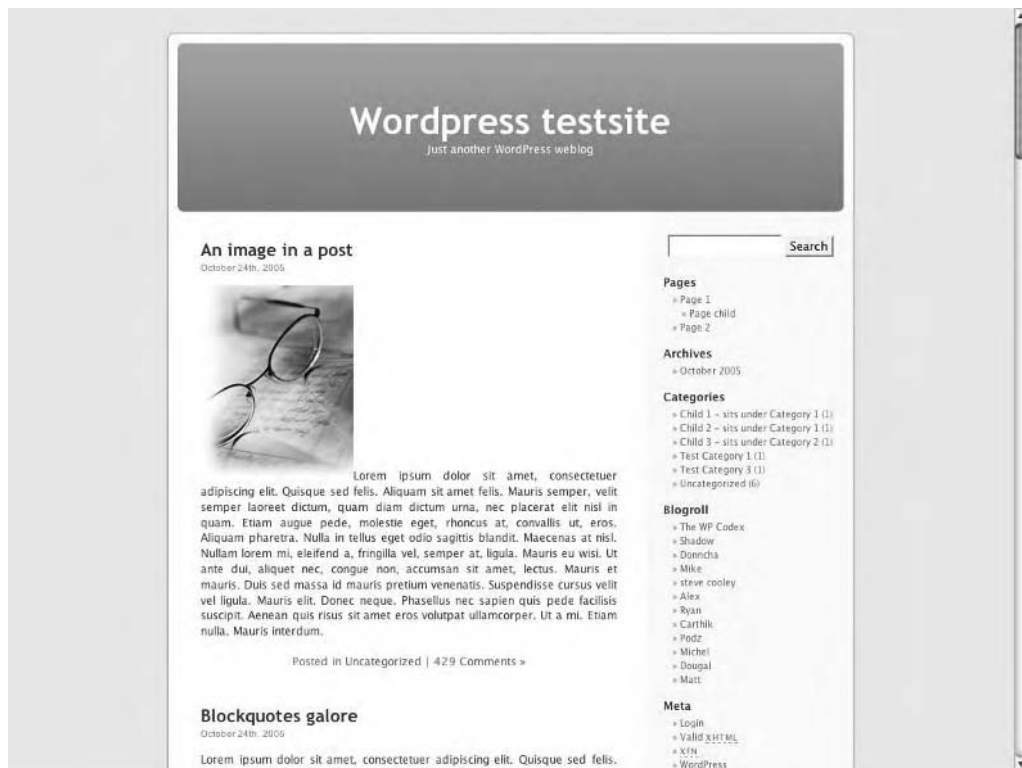 Wordpress testsite
Just another WordPress weblog
An image in a post
October 24th, 2005
Lorem ipsum dolor sit amet, consectetuer
adipiscing elit. Quisque sed felis. Aliquam sit amet felis. Mauris semper, velit
semper laoreet dictum, quam diam dictum urna, nec placerat elit nisl in
quam. Etiam augue pede, molestie eget, rhoncus at, convallis ut, eros.
Aliquam pharetra. Nulla in tellus eget odio sagittis blandit. Maecenas at nisl.
Nullam lorem mi, eleifend a, fringilla vel, semper at, ligula. Mauris eu wisi. Ut
ante dui, aliquet nec, congue non, accumsan sit amet, lectus. Mauris et
mauris. Duis sed massa id mauris pretium venenatis. Suspendisse cursus velit
vel ligula. Mauris elit. Donec neque. Phasellus nec sapien quis pede facilisis
suscipit. Aenean quis risus sit amet eros volutpat ullamcorper. Ut a mi. Etiam
nulla. Mauris interdum.
Posted in Uncategorized | 429 Comments »
Blockquotes galore
October 24th, 2005
Lorem ipsum dolor sit amet, consectetuer adipiscing elit. Quisque sed felis.
Search
Pages
» Page 1
» Page child
» Page 2
Archives
» October 2005
Categories
» Child 1 – sits under Category 1 (1)
» Child 2 – sits under Category 1 (1)
» Child 3 – sits under Category 2 (1)
» Test Category 1 (1)
» Test Category 3 (1)
» Uncategorized (6)
Blogroll
» The WP Codex
» Shadow
» Donncha
» Mike
» steve cooley
» Alex
» Ryan
» Carthik
» Podz
» Michel
» Dougal
» Matt
Meta
» Login
» Valid XHTML
» XFN
» WordPress